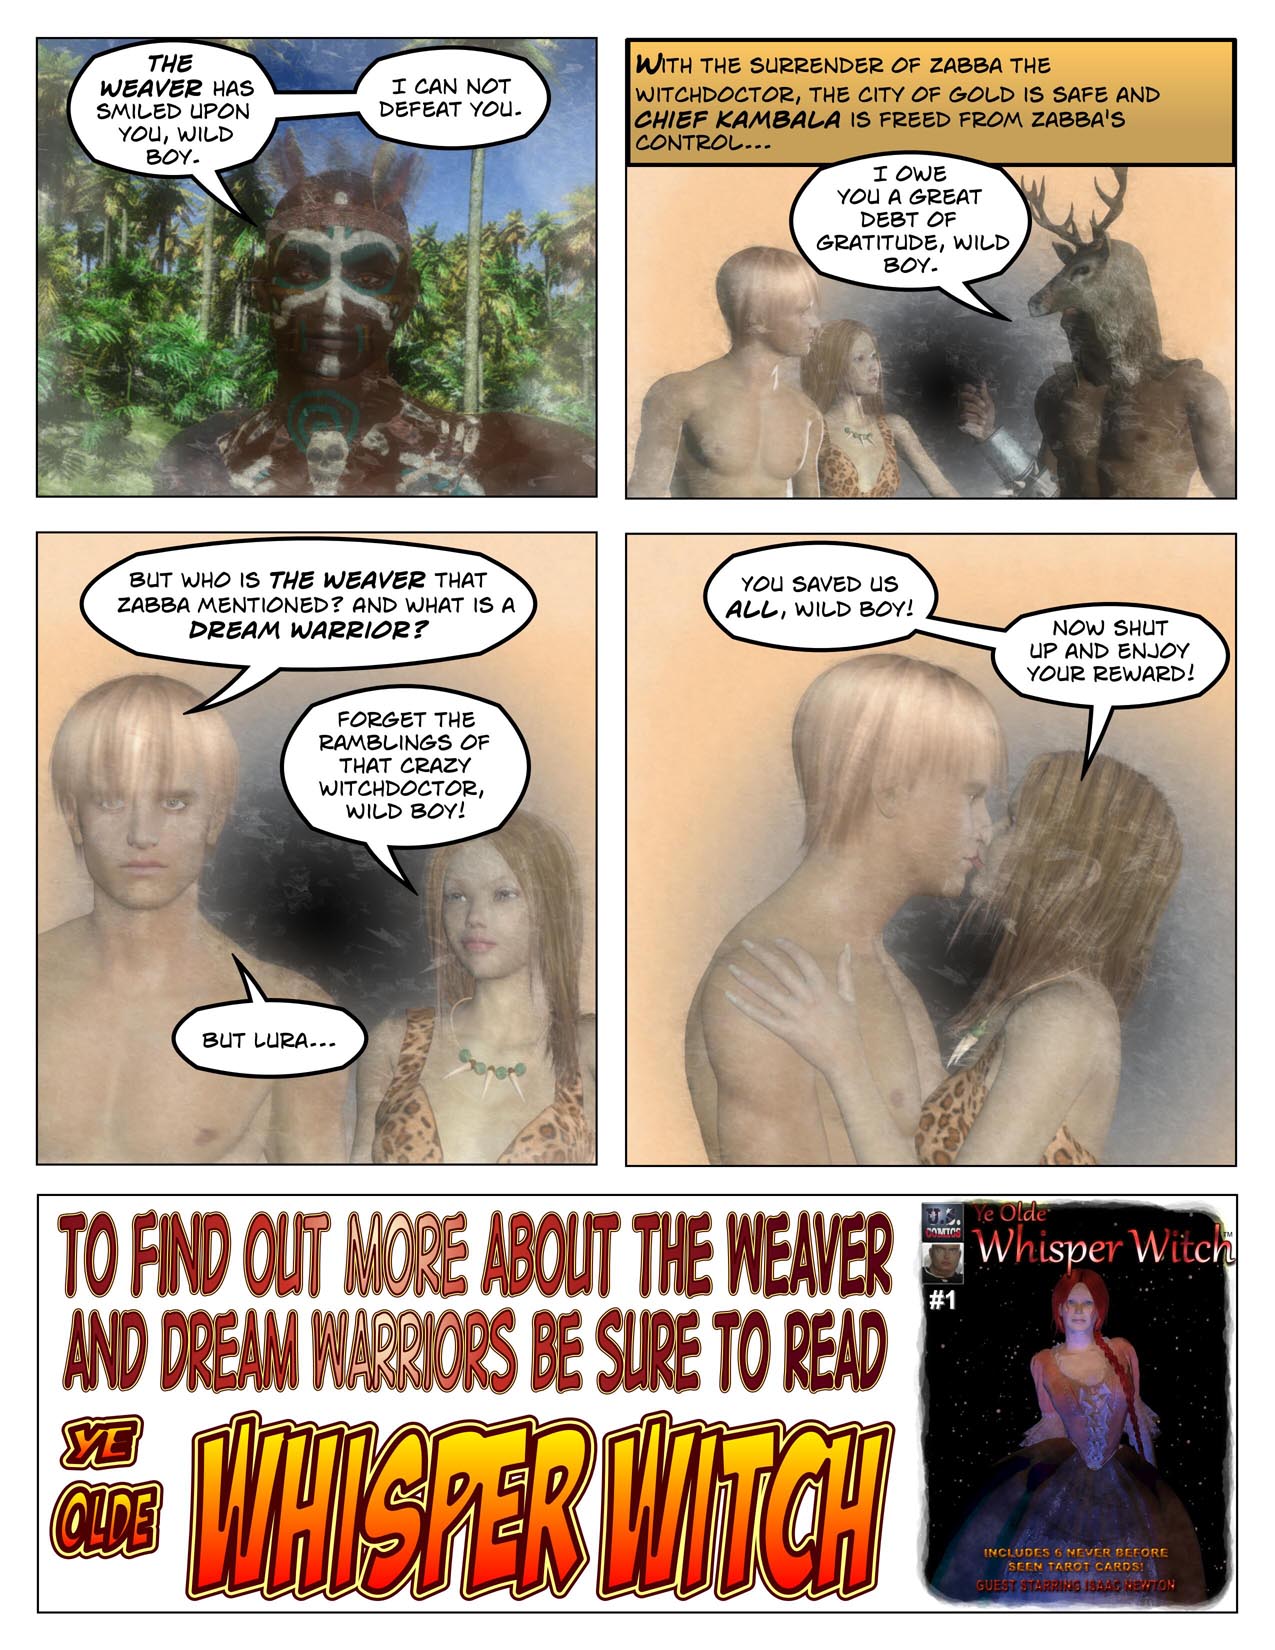 THE
WEAVER HAS
SMILED UPON
YOU, WILD
BOY.
I CAN NOT
DEFEAT YOU.
WITH THE SURRENDER OF ZABBA THE
WITCHDOCTOR, THE CITY OF GOLD IS SAFE AND
CHIEF KAMBALA IS FREED FROM ZABBA'S
CONTROL...
I OWE
YOU A GREAT
DEBT OF
GRATITUDE, WILD
BOY.
BUT WHO IS THE WEAVER THAT
ZABBA MENTIONED? AND WHAT IS A
DREAM WARRIOR?
FORGET THE
RAMBLINGS OF
THAT CRAZY
WITCHDOCTOR,
WILD BOY!
BUT LURA...
YOU SAVED US
ALL, WILD BOY!
NOW SHUT
UP AND ENJOY
YOUR REWARD!
TO FIND OUT MORE ABOUT THE WEAVER
AND DREAM WARRIORS BE SURE TO READ
YE
OLDE
WHISPER WITCH
U.S.
COMICS
Ye Olde
Whisper Witch™
#1
INCLUDES 6 NEVER BEFORE
SEEN TAROT CARDS!
GUEST STARRING ISAAC NEWTON